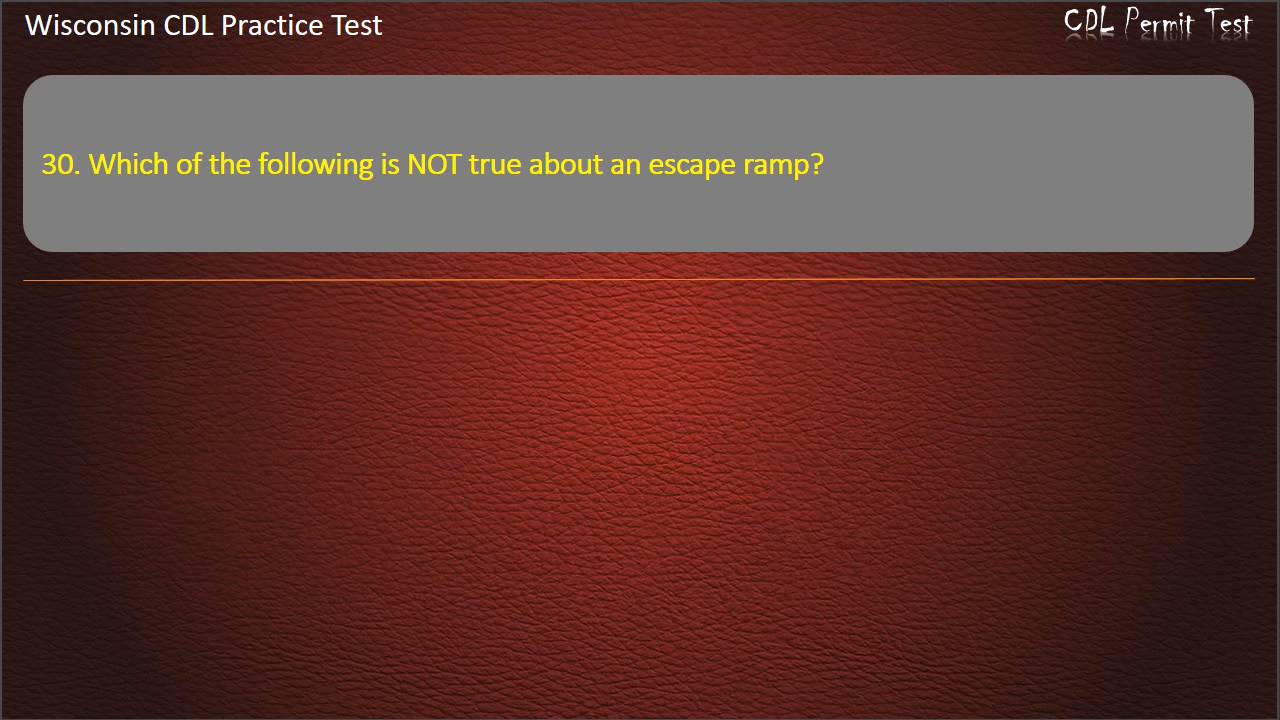 Wisconsin CDL Practice Test
CDL Permit Test
30. Which of the following is NOT true about an escape ramp?